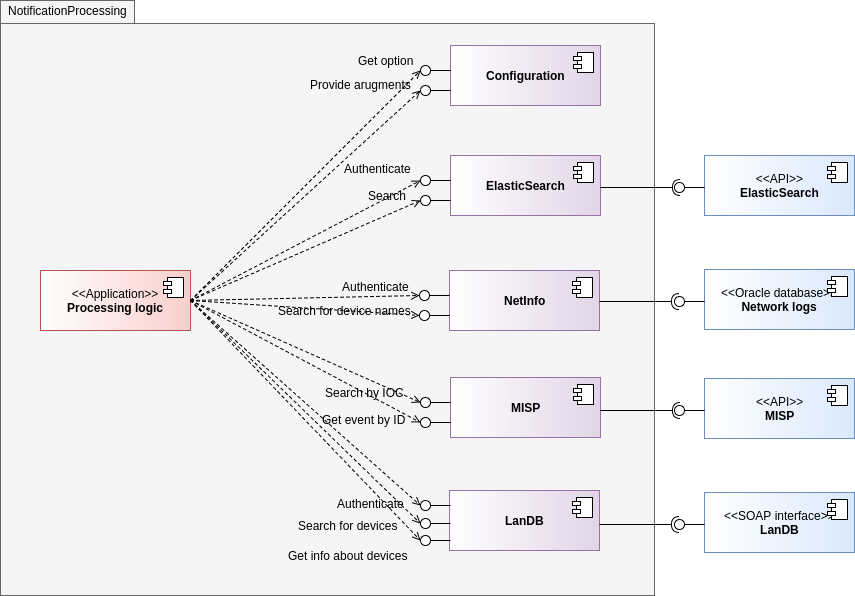 NotificationProcessing
Get option
Provide arugments
Configuration
Authenticate
Search
ElasticSearch
<<API>>
ElasticSearch
<<Application>>
Processing logic
Authenticate
Search for device names
NetInfo
<<Oracle database>>
Network logs
Search by IOC
Get event by ID
MISP
<<API>>
MISP
Authenticate
Search for devices
Get info about devices
LanDB
<<SOAP interface>>
LanDB